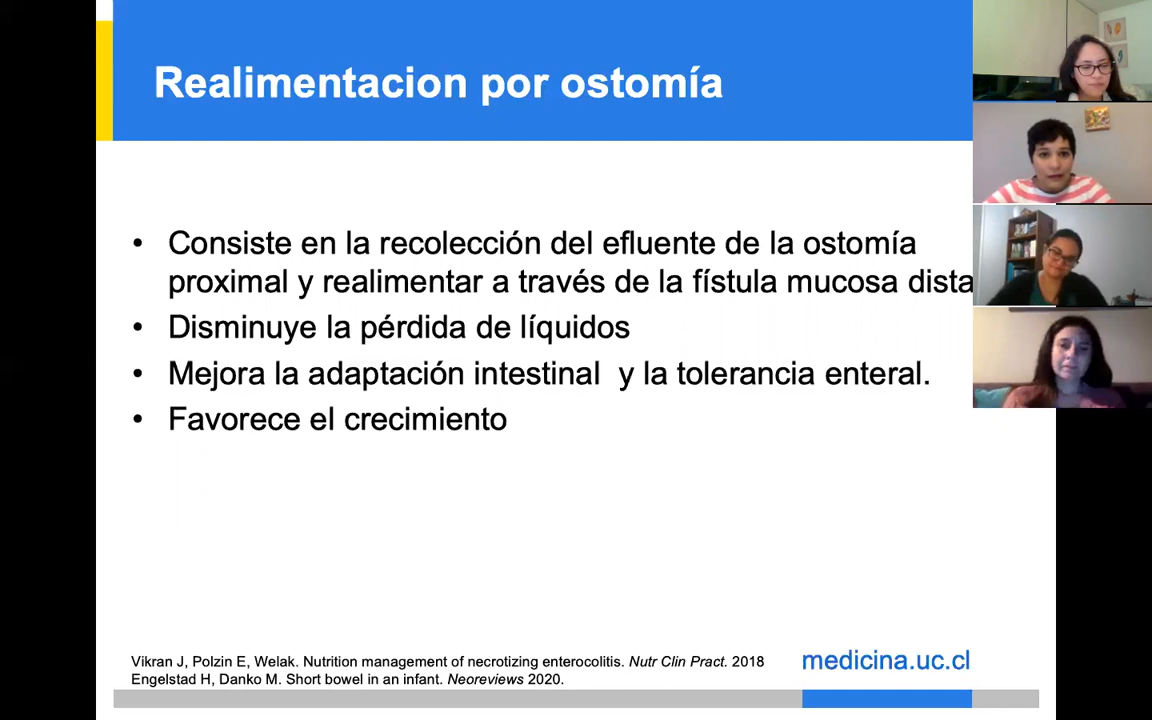 Realimentacion por ostomía
• Consiste en la recolección del efluente de la ostomía
proximal y realimentar a través de la fístula mucosa dista
• Disminuye la pérdida de líquidos
• Mejora la adaptación intestinal y la tolerancia enteral.
• Favorece el crecimiento
Vikran J, Polzin E, Welak. Nutrition management of necrotizing enterocolitis. Nutr Clin Pract. 2018
Engelstad H, Danko M. Short bowel in an infant. Neoreviews 2020.
medicina.uc.cl